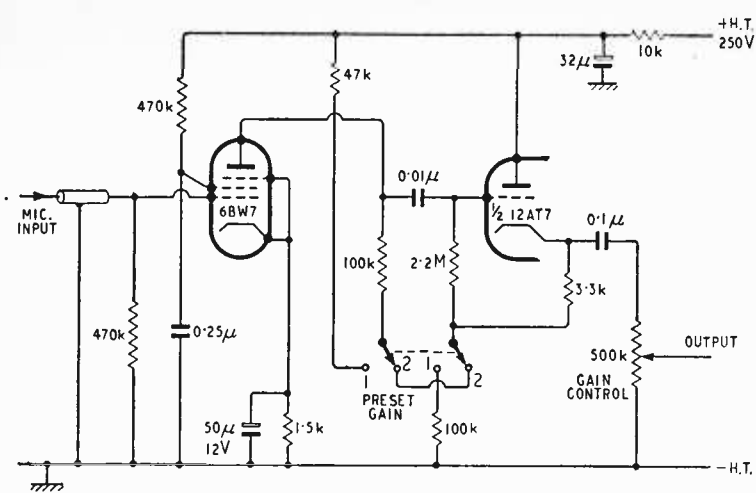 +H.T.
250V
10k
32μ
47k
470k
0·01μ
6BW7
½ 12AT7
0·1μ
MIC.
INPUT
100k
2·2M
3·3k
470k
0·25μ
OUTPUT
500k
GAIN
CONTROL
2
1
2
1
PRESET
GAIN
50μ
12V
1·5k
100k
-H.T.